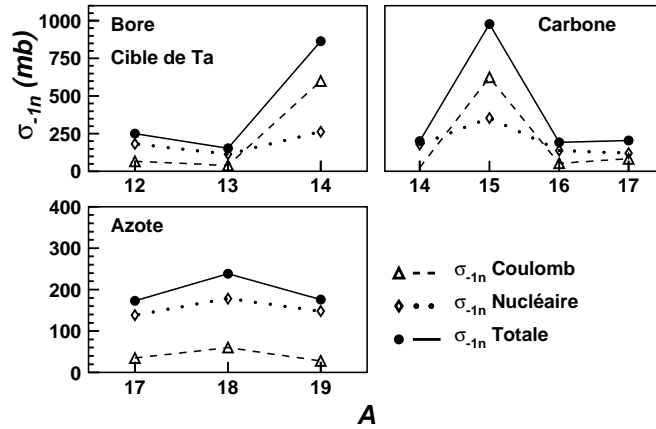 Bore
Cible de Ta
Carbone
σ-1n (mb)
1000
750
500
250
0
12 13 14
14 15 16 17
Azote
400
300
200
100
0
17 18 19
σ-1n Coulomb
σ-1n Nucléaire
σ-1n Totale
A